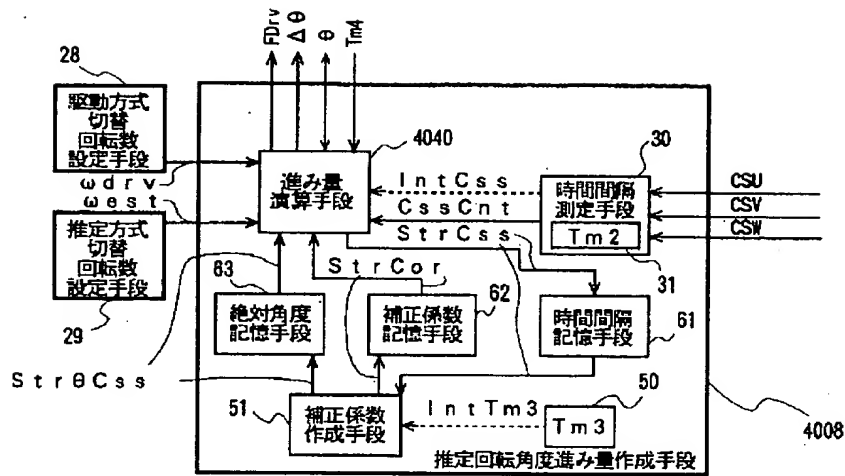 FDrv
Δθ
θ
Tm4
28
駆動方式
切替
回転数
設定手段
ωdrv
ωest
推定方式
切替
回転数
設定手段
29
4040
進み量
演算手段
IntCss
CssCnt
StrCss
30
時間間隔
測定手段
Tm2
31
CSU
CSV
CSW
StrCor
63
絶対角度
記憶手段
62
補正係数
記憶手段
時間間隔
記憶手段
61
StrθCss
51
補正係数
作成手段
IntTm3
50
Tm3
4008
推定回転角度進み量作成手段